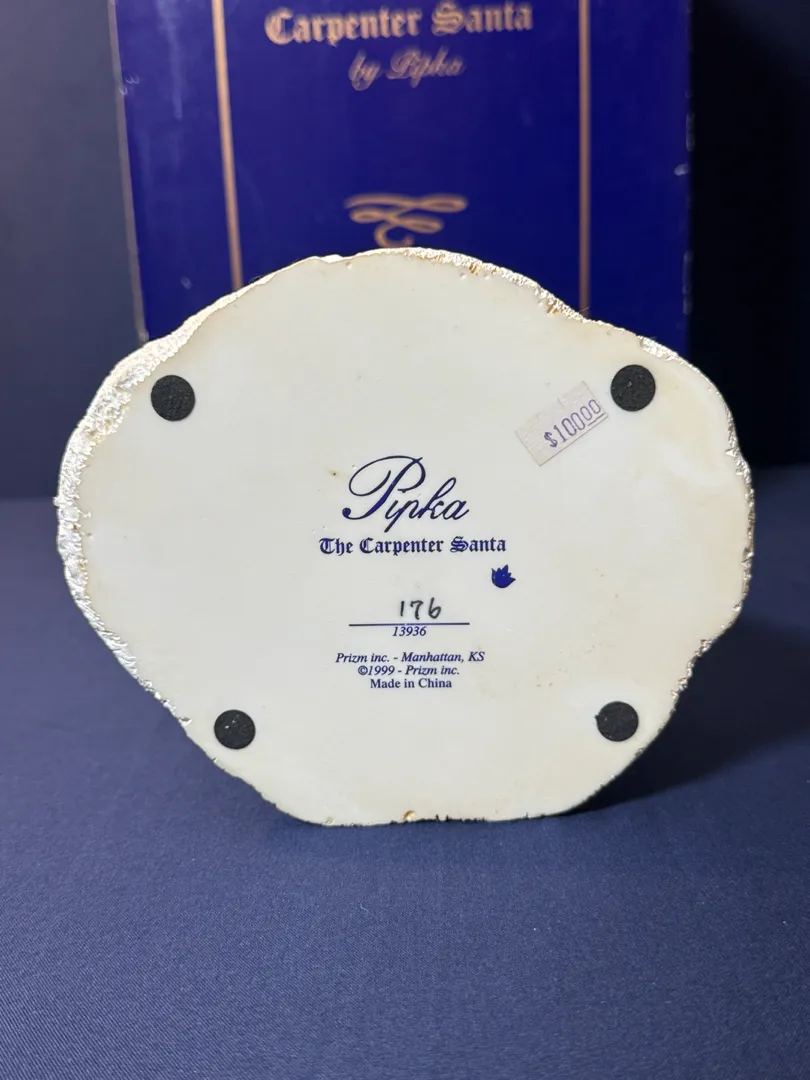 Carpenter Santa
by Pipka
$10000
Pipka
The Carpenter Santa
176
13936
Prizm inc. - Manhattan, KS
©1999 - Prizm inc.
Made in China